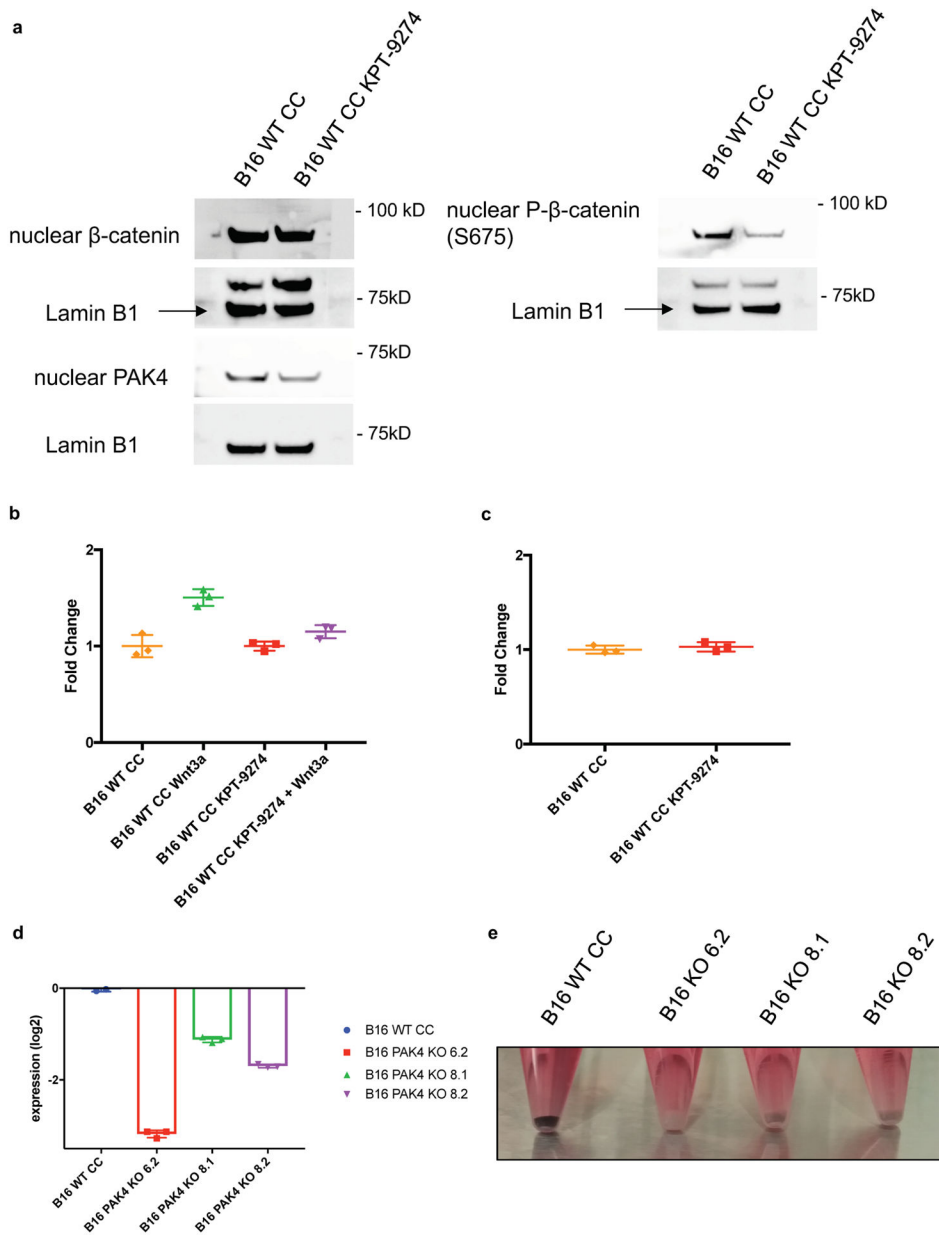 a
B16 WT CC
B16 WT CC KPT-9274
nuclear β-catenin
- 100 kD
Lamin B1
- 75kD
nuclear PAK4
- 75kD
Lamin B1
- 75kD
B16 WT CC
B16 WT CC KPT-9274
nuclear P-β-catenin
(S675)
- 100 kD
Lamin B1
- 75kD
b
Fold Change
2
1
0
B16 WT CC
B16 WT CC Wnt3a
B16 WT CC KPT-9274
B16 WT CC KPT-9274 + Wnt3a
c
Fold Change
2
1
0
B16 WT CC
B16 WT CC KPT-9274
d
expression (log2)
0
-2
B16 WT CC
B16 PAK4 KO 6.2
B16 PAK4 KO 8.1
B16 PAK4 KO 8.2
B16 WT CC
B16 PAK4 KO 6.2
B16 PAK4 KO 8.1
B16 PAK4 KO 8.2
e
B16 WT CC
B16 KO 6.2
B16 KO 8.1
B16 KO 8.2